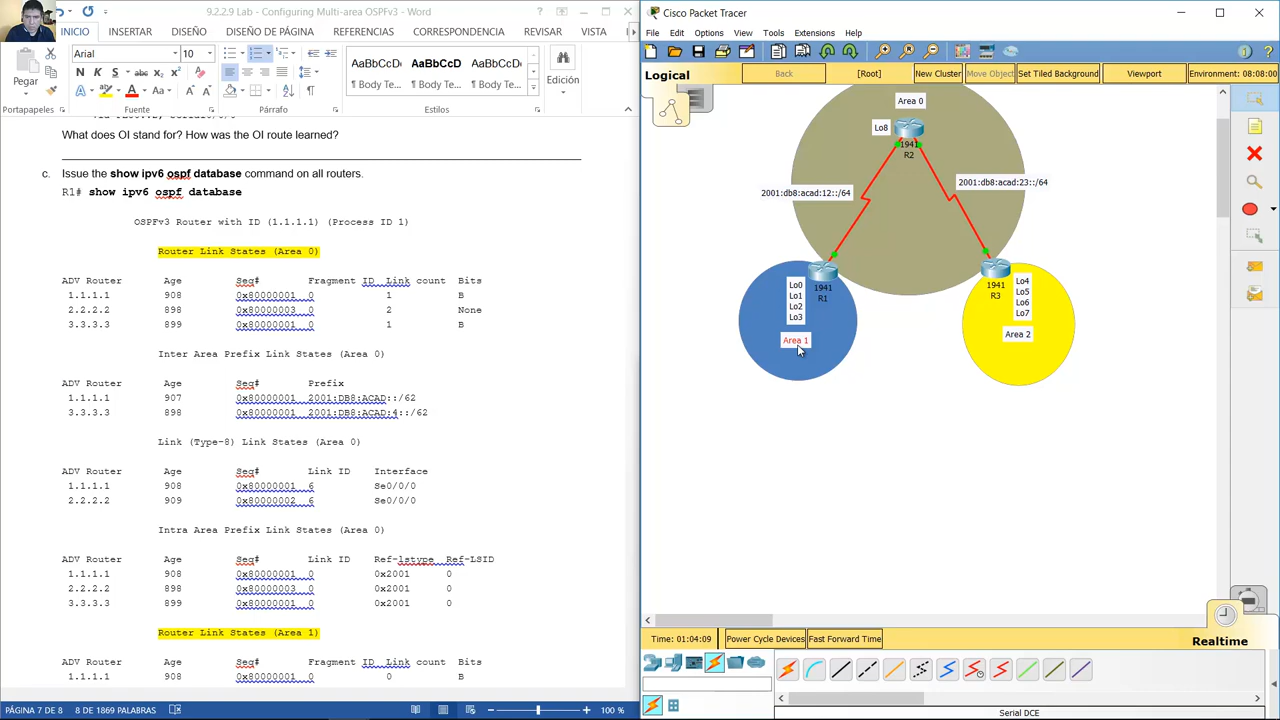 9.2.2.9 Lab - Configuring Multi-area OSPFv3 - Word
INICIO INSERTAR DISEÑO DISEÑO DE PÁGINA REFERENCIAS CORRESPONDENCIA REVISAR VISTA
Pegar
Arial 10
N K S abc x₂ x²
A Aa A A
AaBbCcD AaBbCcD AaBbCcD
¶ Body Te... ¶ Body Te... ¶ Body Te...
Edición
Portapapeles Fuente Párrafo Estilos
What does OI stand for? How was the OI route learned?
c. Issue the show ipv6 ospf database command on all routers.
R1# show ipv6 ospf database
OSPFv3 Router with ID (1.1.1.1) (Process ID 1)
Router Link States (Area 0)
ADV Router Age Seq# Fragment ID Link count Bits
1.1.1.1 908 0x80000001 0 1 B
2.2.2.2 898 0x80000003 0 2 None
3.3.3.3 899 0x80000001 0 1 B
Inter Area Prefix Link States (Area 0)
ADV Router Age Seq# Prefix
1.1.1.1 907 0x80000001 2001:DB8:ACAD::/62
3.3.3.3 898 0x80000001 2001:DB8:ACAD:4::/62
Link (Type-8) Link States (Area 0)
ADV Router Age Seq# Link ID Interface
1.1.1.1 908 0x80000001 6 Se0/0/0
2.2.2.2 909 0x80000002 6 Se0/0/0
Intra Area Prefix Link States (Area 0)
ADV Router Age Seq# Link ID Ref-lstype Ref-LSID
1.1.1.1 908 0x80000001 0 0x2001 0
2.2.2.2 898 0x80000003 0 0x2001 0
3.3.3.3 899 0x80000001 0 0x2001 0
Router Link States (Area 1)
ADV Router Age Seq# Fragment ID Link count Bits
1.1.1.1 908 0x80000001 0 0 B
PÁGINA 7 DE 8 8 DE 1869 PALABRAS 100 %
Cisco Packet Tracer
File Edit Options View Tools Extensions Help
Logical Back [Root] New Cluster Move Object Set Tiled Background Viewport Environment: 08:08:00
Area 0
Lo8
1941
R2
2001:db8:acad:12::/64
2001:db8:acad:23::/64
1941
R1
Lo0
Lo1
Lo2
Lo3
Area 1
1941
R3
Lo4
Lo5
Lo6
Lo7
Area 2
Time: 01:04:09 Power Cycle Devices Fast Forward Time Realtime
Serial DCE